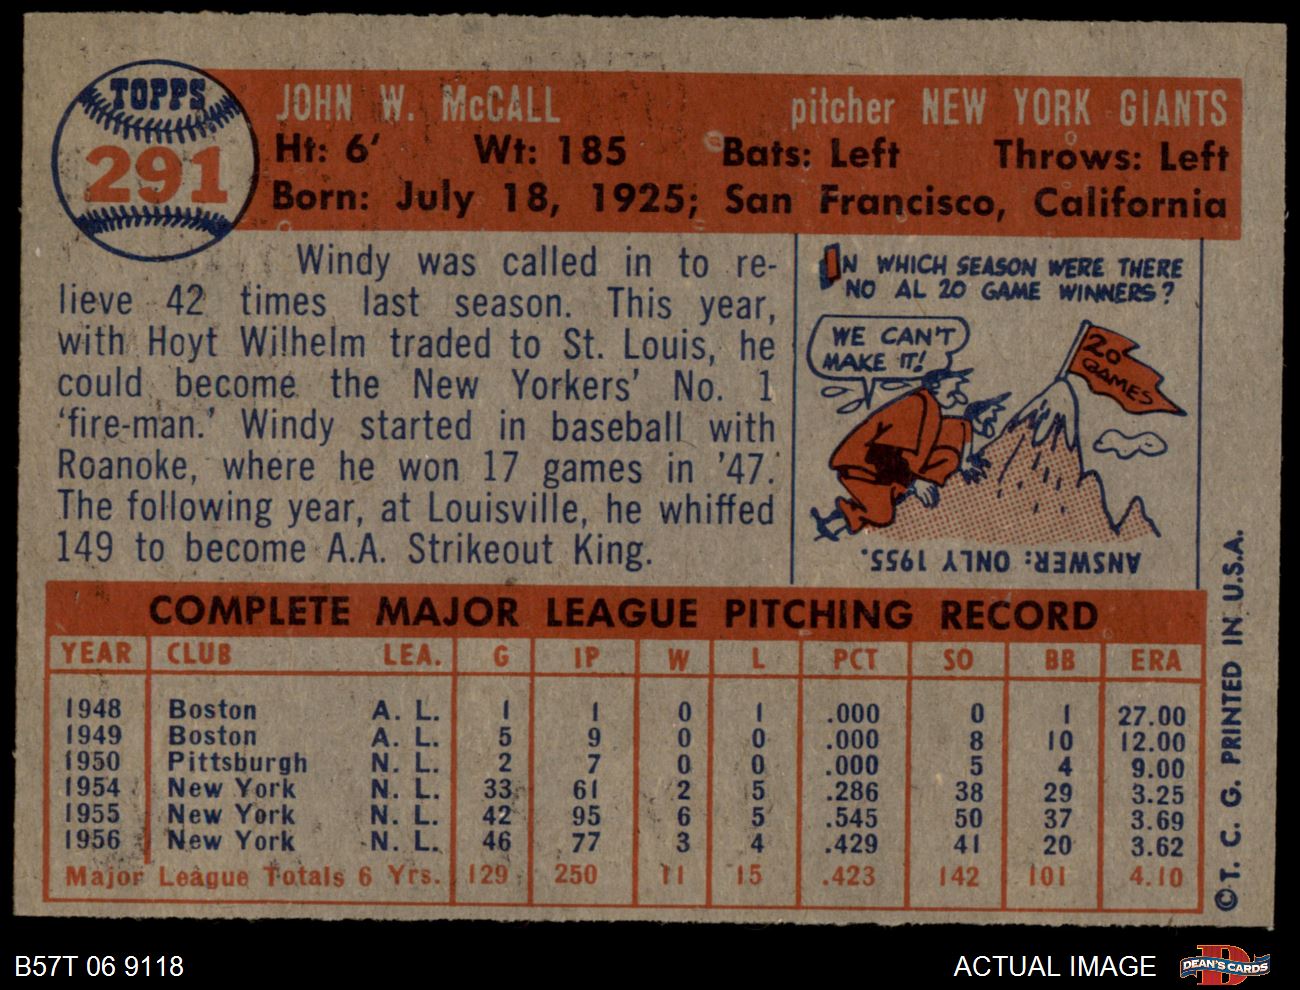 TOPPS
291
JOHN W. McCALL pitcher NEW YORK GIANTS
Ht: 6' Wt: 185 Bats: Left Throws: Left
Born: July 18, 1925; San Francisco, California
Windy was called in to re-
lieve 42 times last season. This year,
with Hoyt Wilhelm traded to St. Louis, he
could become the New Yorkers' No. 1
'fire-man.' Windy started in baseball with
Roanoke, where he won 17 games in '47.
The following year, at Louisville, he whiffed
149 to become A.A. Strikeout King.
IN WHICH SEASON WERE THERE
NO AL 20 GAME WINNERS?
WE CAN'T
MAKE IT!
20
GAMES
ANSWER: ONLY 1955.
COMPLETE MAJOR LEAGUE PITCHING RECORD
YEAR CLUB LEA. G IP W L PCT SO BB ERA
1948 Boston A. L. 1 1 0 1 .000 0 1 27.00
1949 Boston A. L. 5 9 0 0 .000 8 10 12.00
1950 Pittsburgh N. L. 2 7 0 0 .000 5 4 9.00
1954 New York N. L. 33 61 2 5 .286 38 29 3.25
1955 New York N. L. 42 95 6 5 .545 50 37 3.69
1956 New York N. L. 46 77 3 4 .429 41 20 3.62
Major League Totals 6 Yrs. 129 250 11 15 .423 142 101 4.10
© T. C. G. PRINTED IN U.S.A.
B57T 06 9118
ACTUAL IMAGE
D
DEAN'S CARDS